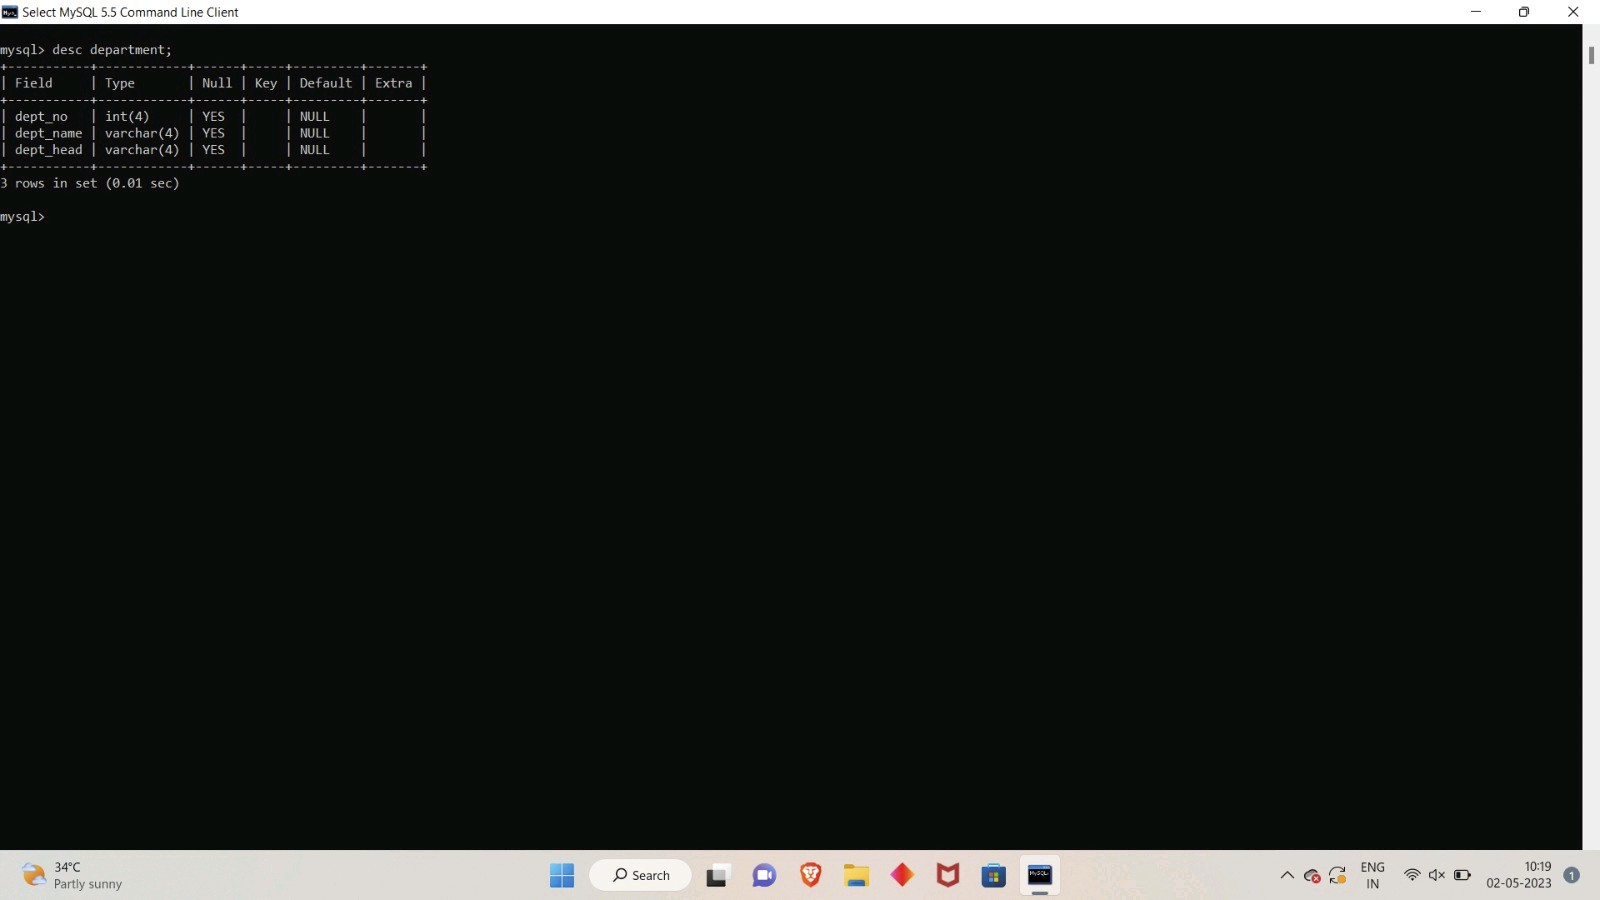 Select MySQL 5.5 Command Line Client
mysql> desc department;
+-----------+------------+------+-----+---------+-------+
| Field     | Type       | Null | Key | Default | Extra |
+-----------+------------+------+-----+---------+-------+
| dept_no   | int(4)     | YES  |     | NULL    |       |
| dept_name | varchar(4) | YES  |     | NULL    |       |
| dept_head | varchar(4) | YES  |     | NULL    |       |
+-----------+------------+------+-----+---------+-------+
3 rows in set (0.01 sec)
mysql>
34°C
Partly sunny
Search
MySQL
ENG
IN
10:19
02-05-2023
1